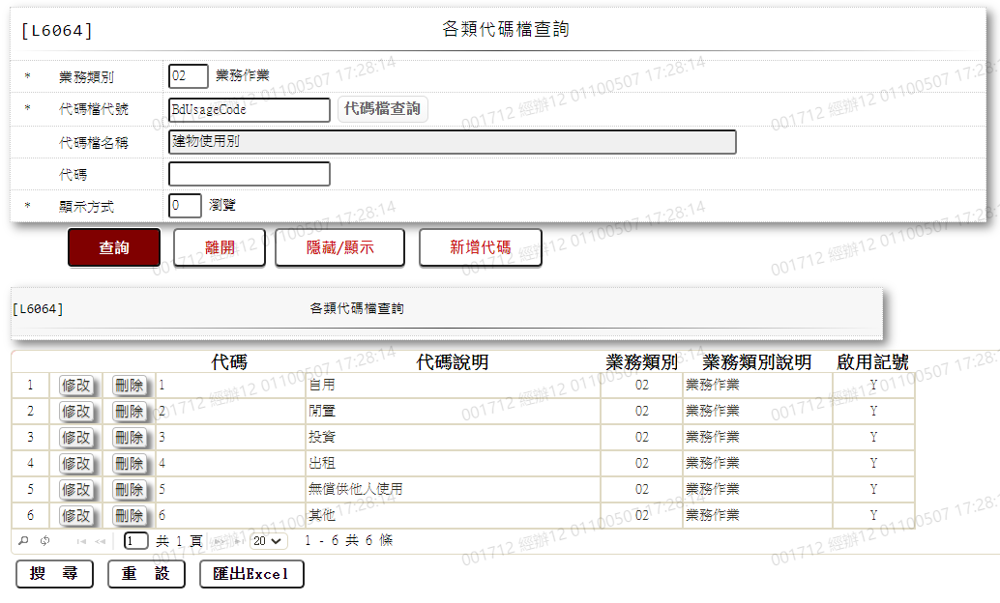 [L6064] 各類代碼檔查詢
* 業務類別 02 業務作業
* 代碼檔代號 BdUsageCode 代碼檔查詢
代碼檔名稱 建物使用別
代碼
* 顯示方式 0 瀏覽
查詢 離開 隱藏/顯示 新增代碼
[L6064] 各類代碼檔查詢
代碼 代碼說明 業務類別 業務類別說明 啟用記號
1 修改 刪除 1 自用 02 業務作業 Y
2 修改 刪除 2 閒置 02 業務作業 Y
3 修改 刪除 3 投資 02 業務作業 Y
4 修改 刪除 4 出租 02 業務作業 Y
5 修改 刪除 5 無償供他人使用 02 業務作業 Y
6 修改 刪除 6 其他 02 業務作業 Y
1 共 1 頁 20 1 - 6 共 6 條
搜 尋 重 設 匯出Excel
001712 經辦12 01100507 17:28:14